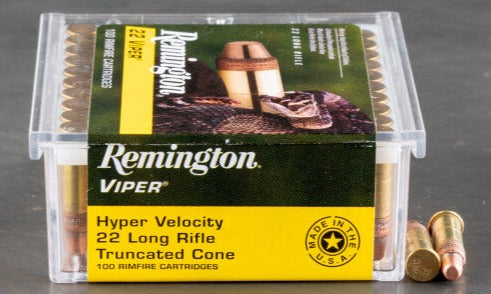 100 RIMFIRE CARTRIDGES
22 VIPER
Remington
22 LONG RIFLE
Remington
VIPER®
Hyper Velocity
22 Long Rifle
Truncated Cone
100 RIMFIRE CARTRIDGES
MADE IN THE
U.S.A.